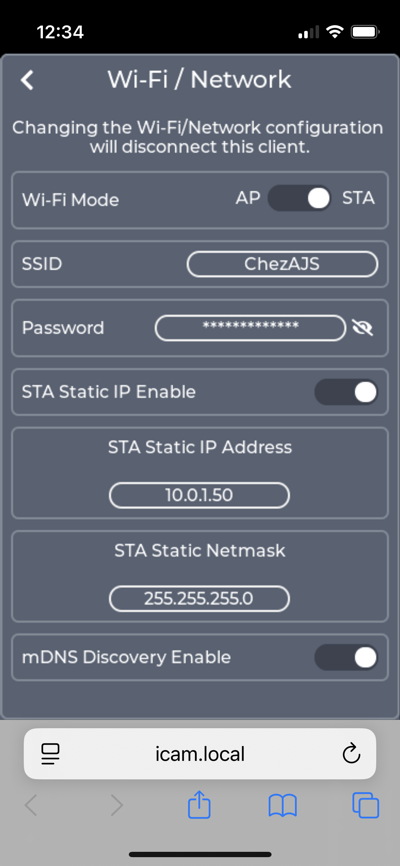 12:34
Wi-Fi / Network
Changing the Wi-Fi/Network configuration
will disconnect this client.
Wi-Fi Mode AP STA
SSID ChezAJS
Password *************
STA Static IP Enable
STA Static IP Address
10.0.1.50
STA Static Netmask
255.255.255.0
mDNS Discovery Enable
icam.local